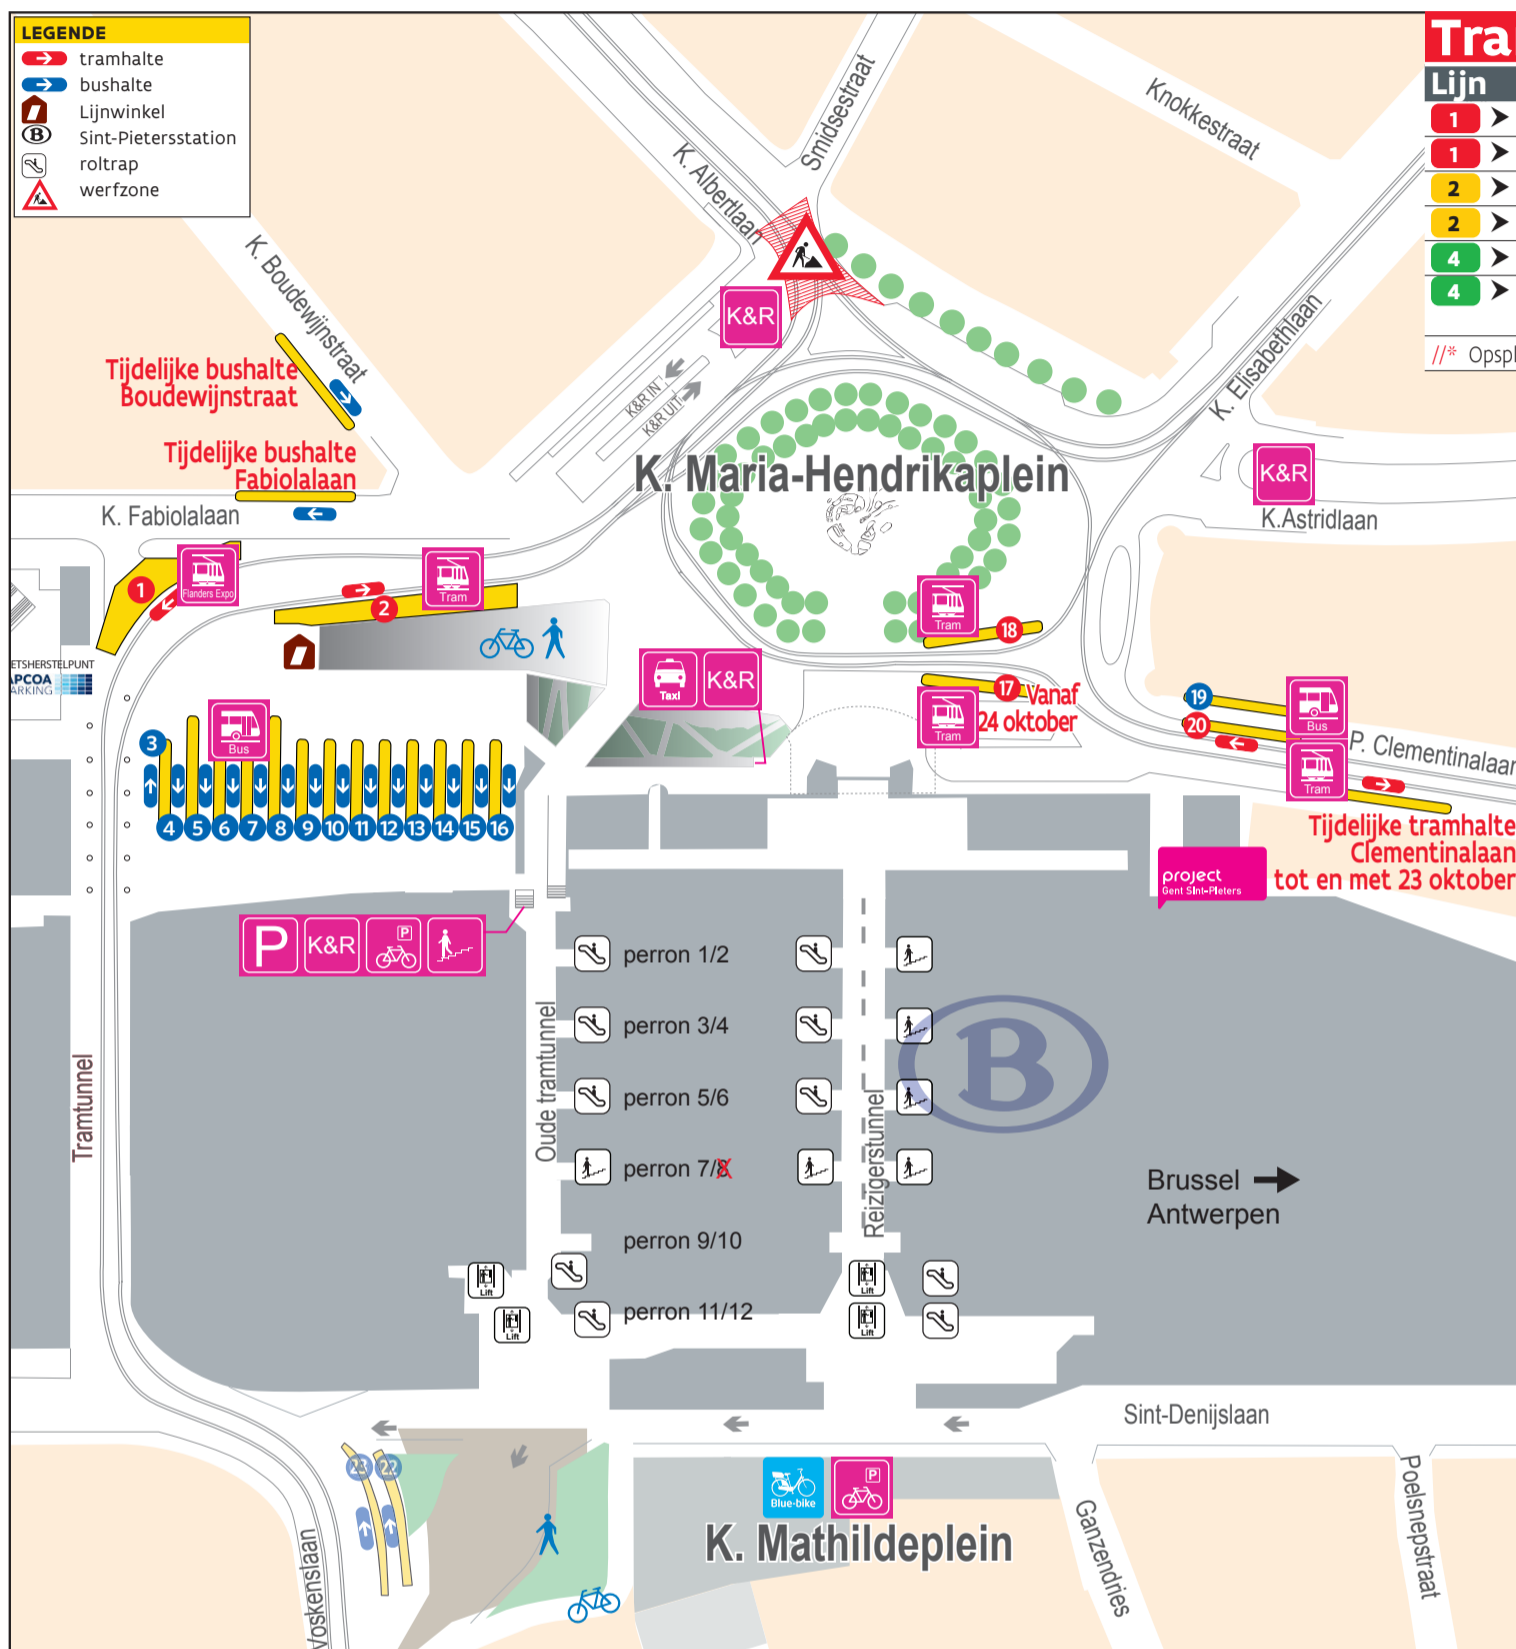 LEGENDE
tramhalte
bushalte
Lijnwinkel
B
Sint-Pietersstation
roltrap
werfzone
Tra
Lijn
1
1
2
2
4
4
//* Opspl
Smidsestraat
Knokkestraat
K. Albertlaan
K. Boudewijnstraat
K. Elisabethlaan
K&R
Tijdelijke bushalte
Boudewijnstraat
K&R IN
K&R UIT
Tijdelijke bushalte
Fabiolalaan
K. Maria-Hendrikaplein
K&R
K. Fabiolalaan
K.Astridlaan
1
Flanders Expo
Tram
2
Tram
18
ETSHERSTELPUNT
APCOA
PARKING
Taxi
K&R
17
Vanaf
24 oktober
Tram
19
20
Bus
Tram
P. Clementinalaan
Bus
3
4
5
6
7
8
9
10
11
12
13
14
15
16
Tijdelijke tramhalte
Clementinalaan
tot en met 23 oktober
project
Gent Sint-Pieters
P
K&R
P
perron 1/2
perron 3/4
perron 5/6
perron 7/8
perron 9/10
perron 11/12
Tramtunnel
Oude tramtunnel
Reizigerstunnel
B
Brussel
Antwerpen
Lift
Lift
Lift
Lift
Sint-Denijslaan
23
22
Blue-bike
P
K. Mathildeplein
Voskenslaan
Ganzendries
Poelsnepstraat